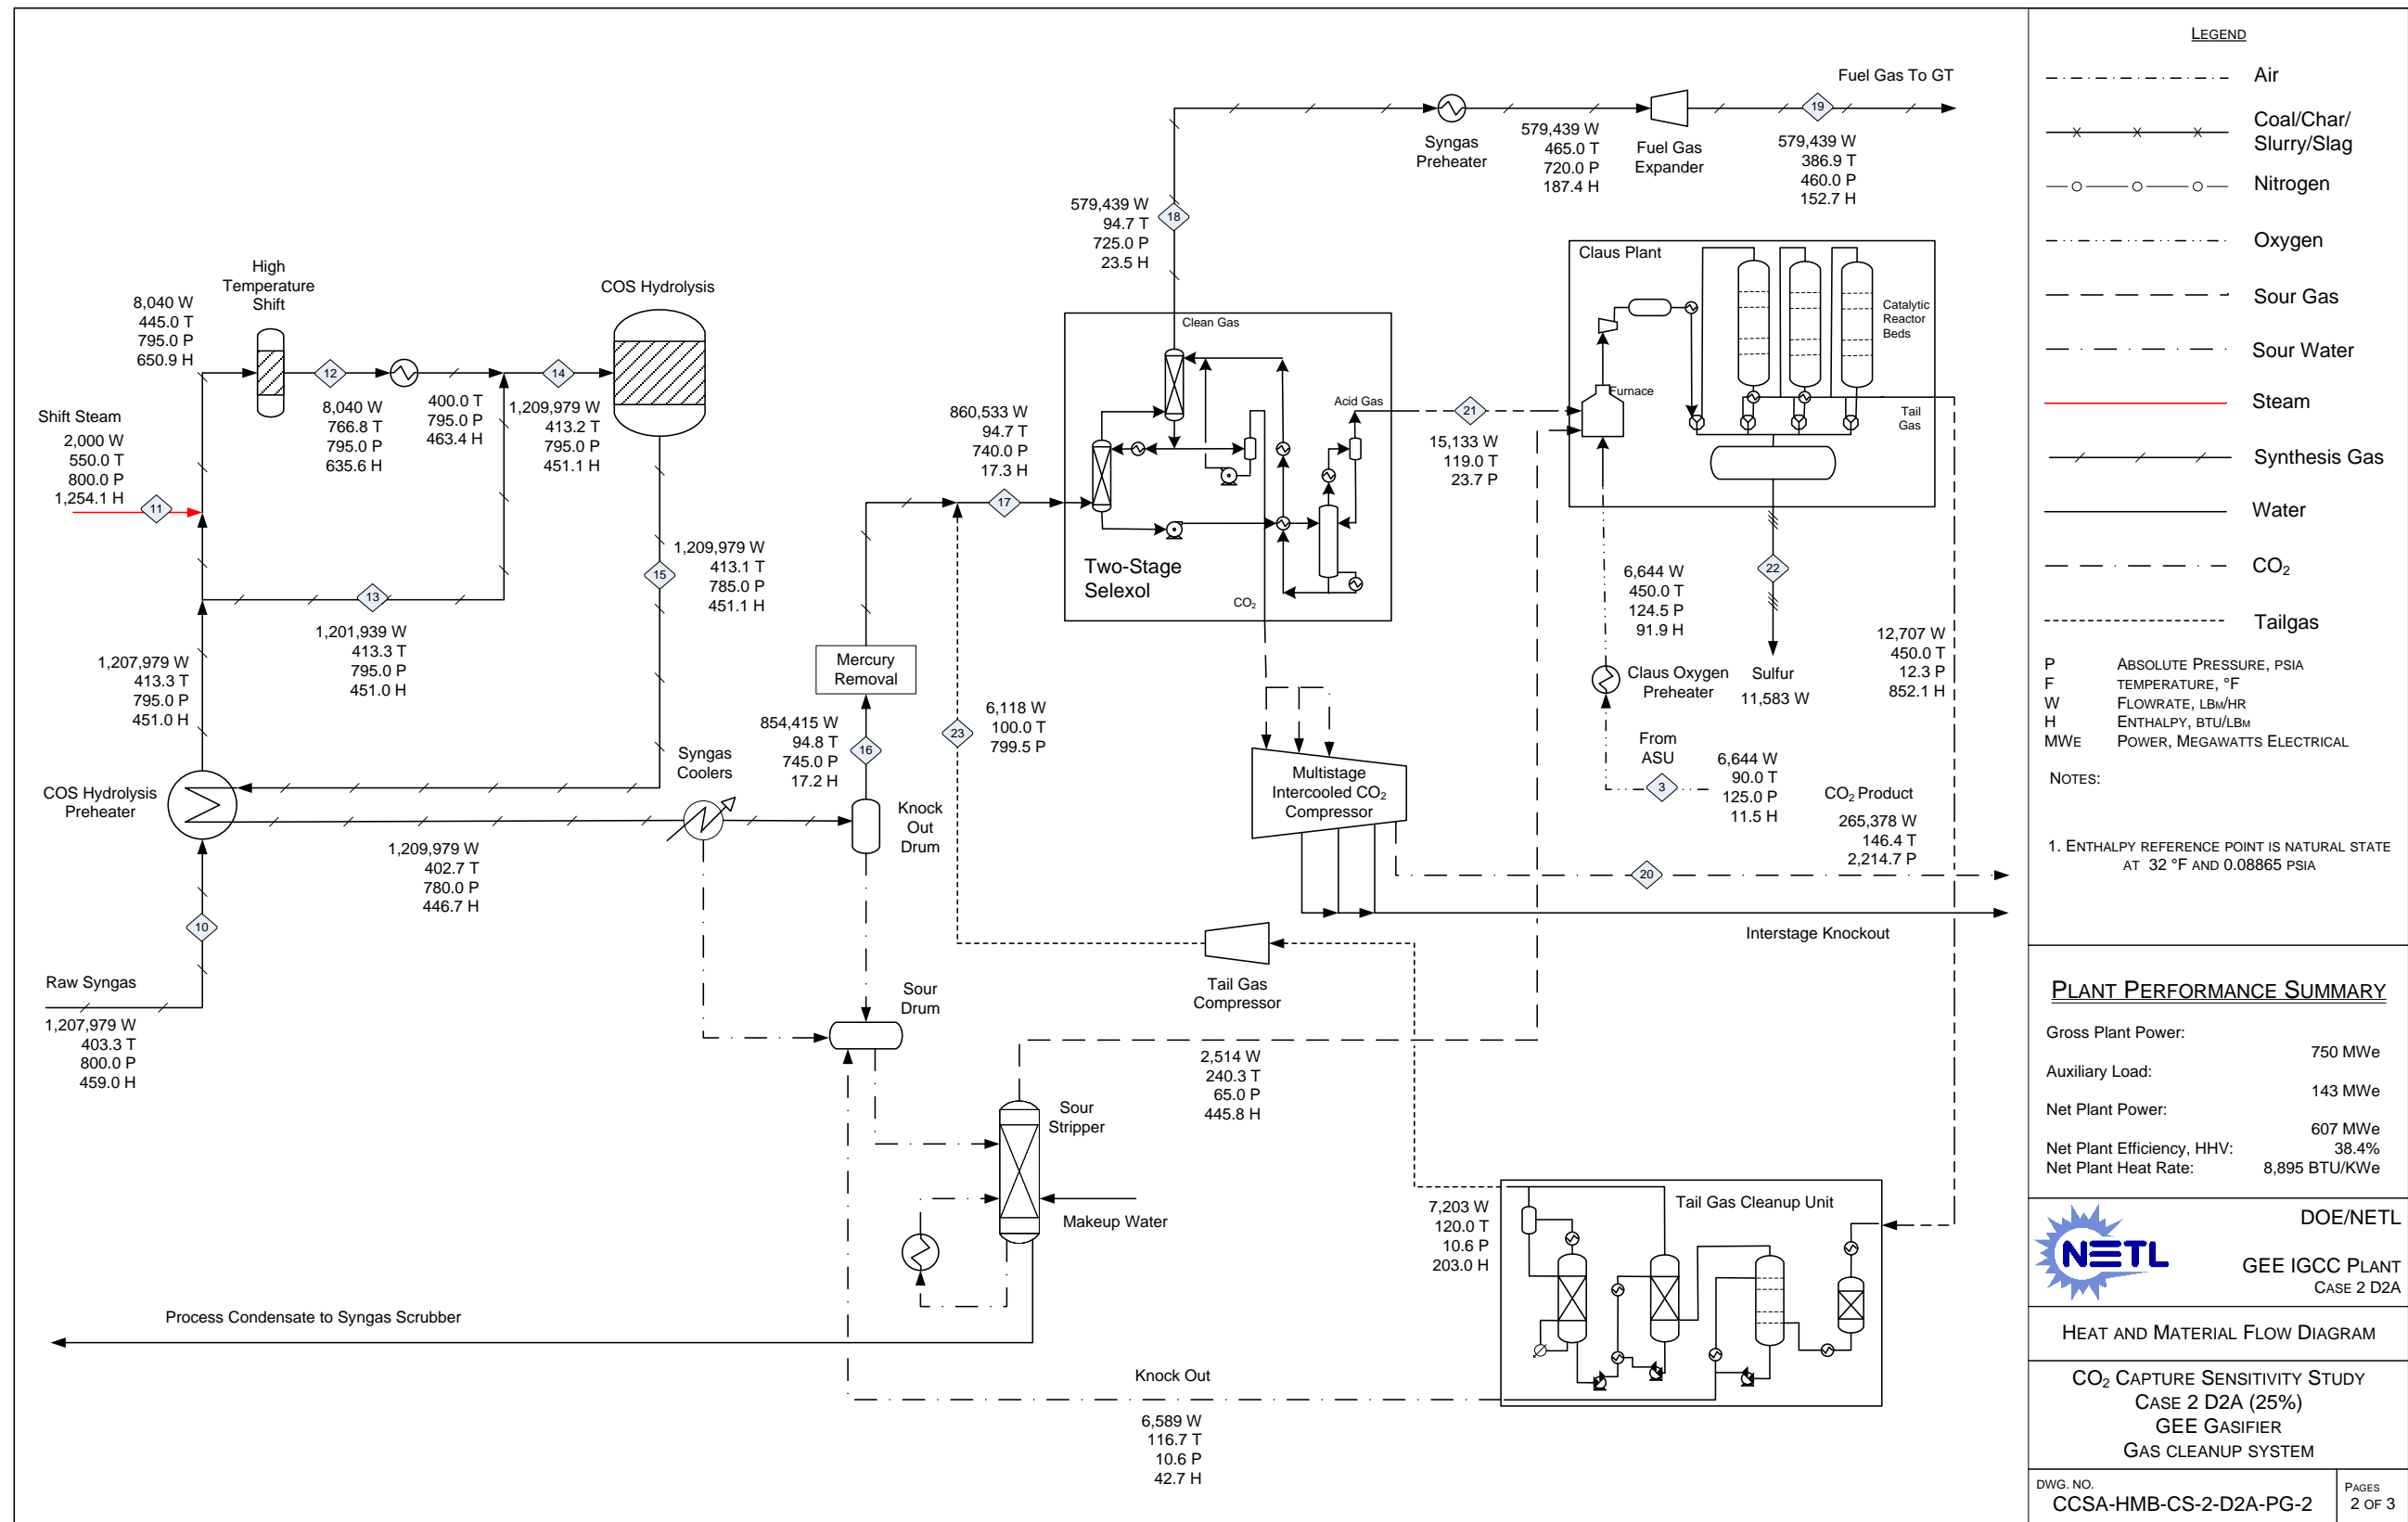 Fuel Gas To GT
Syngas
Preheater
579,439 W
465.0 T
720.0 P
187.4 H
Fuel Gas
Expander
19
579,439 W
386.9 T
460.0 P
152.7 H
579,439 W
94.7 T
725.0 P
23.5 H
18
High
Temperature
Shift
COS Hydrolysis
8,040 W
445.0 T
795.0 P
650.9 H
12
8,040 W
766.8 T
795.0 P
635.6 H
400.0 T
795.0 P
463.4 H
14
1,209,979 W
413.2 T
795.0 P
451.1 H
Shift Steam
2,000 W
550.0 T
800.0 P
1,254.1 H
11
13
1,201,939 W
413.3 T
795.0 P
451.0 H
1,209,979 W
413.1 T
785.0 P
451.1 H
15
1,207,979 W
413.3 T
795.0 P
451.0 H
COS Hydrolysis
Preheater
1,209,979 W
402.7 T
780.0 P
446.7 H
10
Raw Syngas
1,207,979 W
403.3 T
800.0 P
459.0 H
Syngas
Coolers
854,415 W
94.8 T
745.0 P
17.2 H
16
Knock
Out
Drum
Mercury
Removal
860,533 W
94.7 T
740.0 P
17.3 H
17
23
6,118 W
100.0 T
799.5 P
Clean Gas
Acid Gas
Two-Stage
Selexol
CO2
21
15,133 W
119.0 T
23.7 P
Claus Plant
Furnace
Catalytic
Reactor
Beds
Tail
Gas
6,644 W
450.0 T
124.5 P
91.9 H
22
Sulfur
11,583 W
12,707 W
450.0 T
12.3 P
852.1 H
Claus Oxygen
Preheater
From
ASU
3
6,644 W
90.0 T
125.0 P
11.5 H
Multistage
Intercooled CO2
Compressor
CO2 Product
265,378 W
146.4 T
2,214.7 P
20
Interstage Knockout
Tail Gas
Compressor
Sour
Drum
2,514 W
240.3 T
65.0 P
445.8 H
Sour
Stripper
Makeup Water
7,203 W
120.0 T
10.6 P
203.0 H
Tail Gas Cleanup Unit
Process Condensate to Syngas Scrubber
Knock Out
6,589 W
116.7 T
10.6 P
42.7 H
LEGEND
Air
Coal/Char/
Slurry/Slag
Nitrogen
Oxygen
Sour Gas
Sour Water
Steam
Synthesis Gas
Water
CO2
Tailgas
P ABSOLUTE PRESSURE, PSIA
F TEMPERATURE, °F
W FLOWRATE, LBM/HR
H ENTHALPY, BTU/LBM
MWE POWER, MEGAWATTS ELECTRICAL
NOTES:
1. ENTHALPY REFERENCE POINT IS NATURAL STATE
AT 32 °F AND 0.08865 PSIA
PLANT PERFORMANCE SUMMARY
Gross Plant Power:
750 MWe
Auxiliary Load:
143 MWe
Net Plant Power:
607 MWe
Net Plant Efficiency, HHV: 38.4%
Net Plant Heat Rate: 8,895 BTU/KWe
NETL
DOE/NETL
GEE IGCC PLANT
CASE 2 D2A
HEAT AND MATERIAL FLOW DIAGRAM
CO2 CAPTURE SENSITIVITY STUDY
CASE 2 D2A (25%)
GEE GASIFIER
GAS CLEANUP SYSTEM
DWG. NO.
CCSA-HMB-CS-2-D2A-PG-2
PAGES
2 OF 3